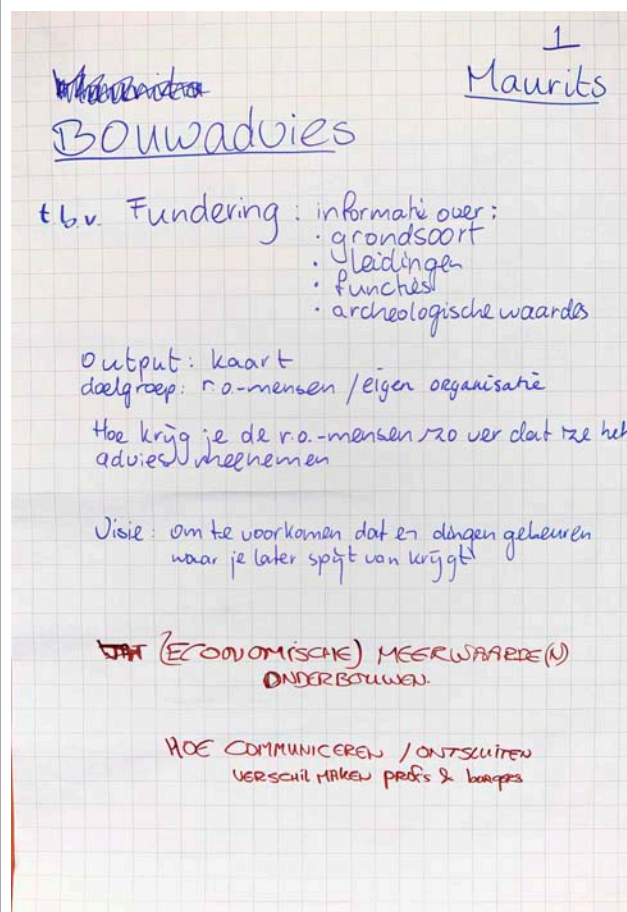 1
Maurits
Bouwadvies
t.b.v. Fundering: informatie over:
· grondsoort
· leidingen
· functies
· archeologische waardes
Output: kaart
doelgroep: r.o.-mensen / eigen organisatie
Hoe krijg je de r.o.-mensen zo ver dat ze het
advies meenemen
Visie: om te voorkomen dat er dingen gebeuren
waar je later spijt van krijgt
(ECONOMISCHE) MEERWAARDE(N)
ONDERBOUWEN.
HOE COMMUNICEREN / ONTSLUITEN
VERSCHIL MAKEN profs & burgers